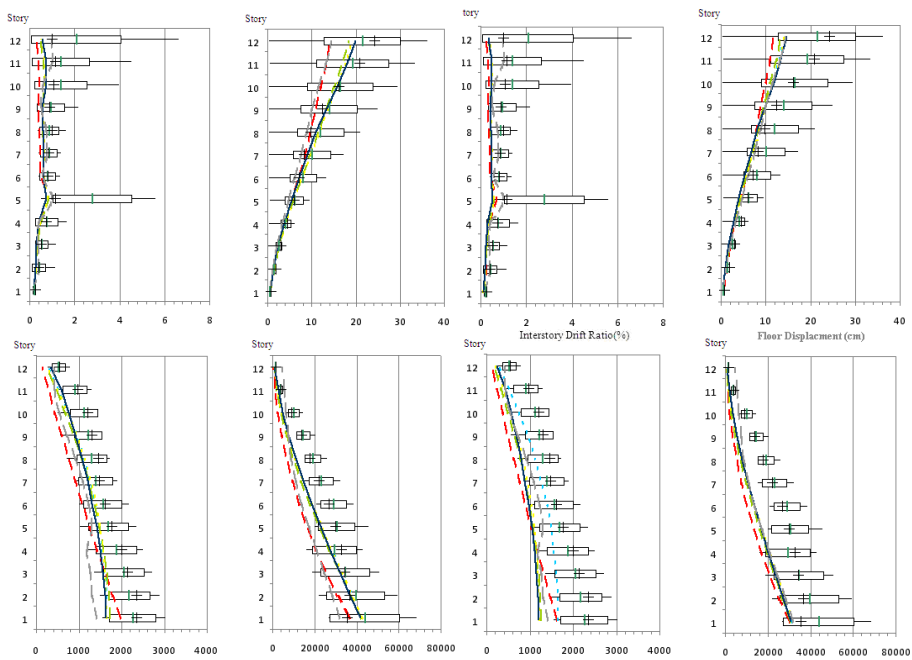 Story Story tory Story
12 12 12 12
11 11 11 11
10 10 10 10
9 9 9 9
8 8 8 8
7 7 7 7
6 6 6 6
5 5 5 5
4 4 4 4
3 3 3 3
2 2 2 2
1 1 1 1
0 2 4 6 8 0 10 20 30 40 0 2 4 6 8 0 10 20 30 40
Interstory Drift Ratio(%) Floor Displacment (cm)
Story Story Story Story
12 12 12 12
11 11 11 11
10 10 10 10
9 9 9 9
8 8 8 8
7 7 7 7
6 6 6 6
5 5 5 5
4 4 4 4
3 3 3 3
2 2 2 2
1 1 1 1
0 1000 2000 3000 4000 0 20000 40000 60000 80000 0 1000 2000 3000 4000 0 20000 40000 60000 80000